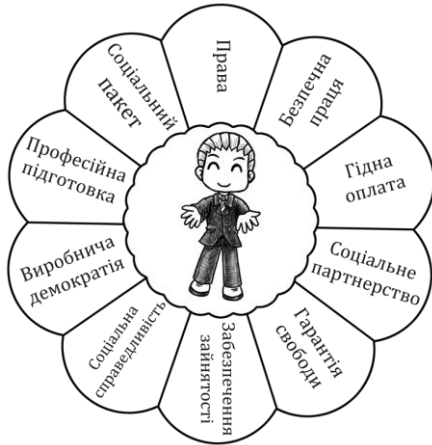 Права
Безпечна
праця
Гідна
оплата
Соціальне
партнерство
Гарантія
свободи
Забезпечення
зайнятості
Соціальна
справедливість
Виробнича
демократія
Професійна
підготовка
Соціальний
пакет